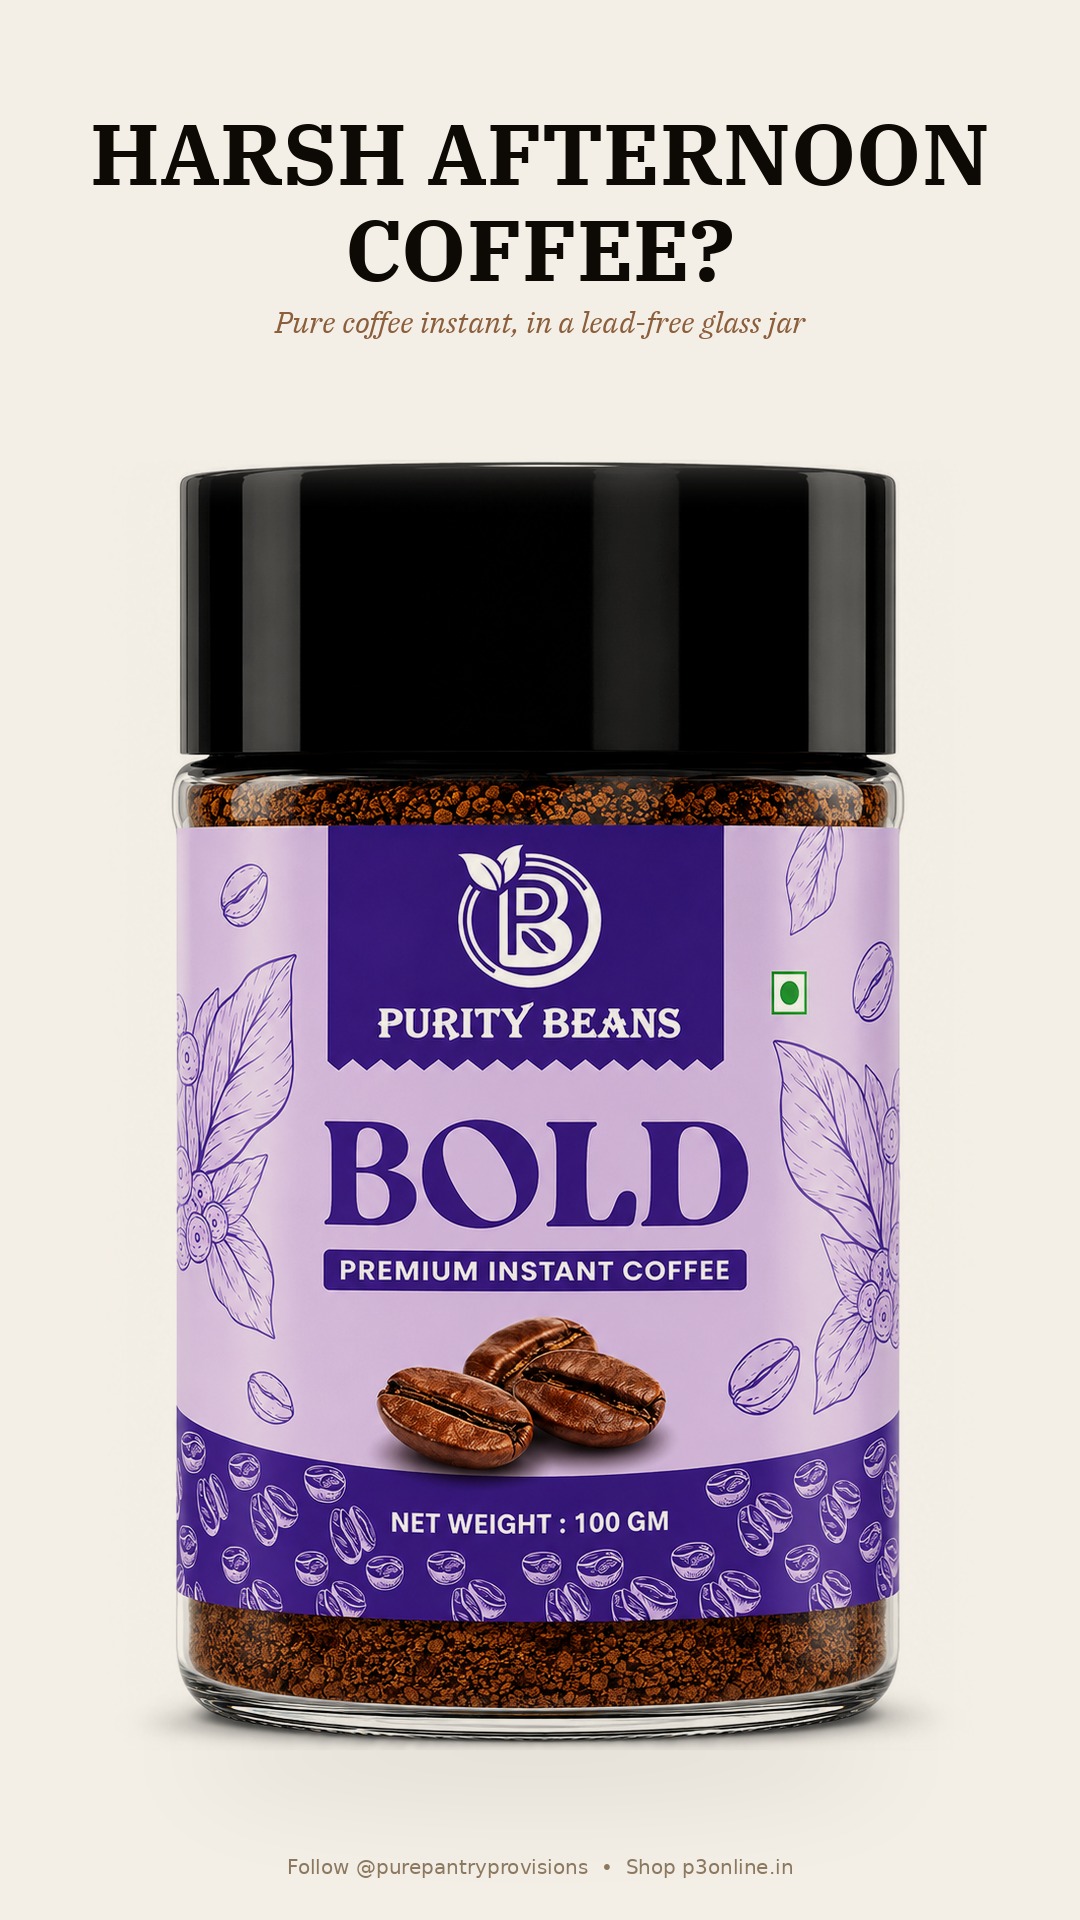 HARSH AFTERNOON
COFFEE?
Pure coffee instant, in a lead-free glass jar
PURITY BEANS
BOLD
PREMIUM INSTANT COFFEE
NET WEIGHT : 100 GM
Follow @purepantryprovisions • Shop p3online.in